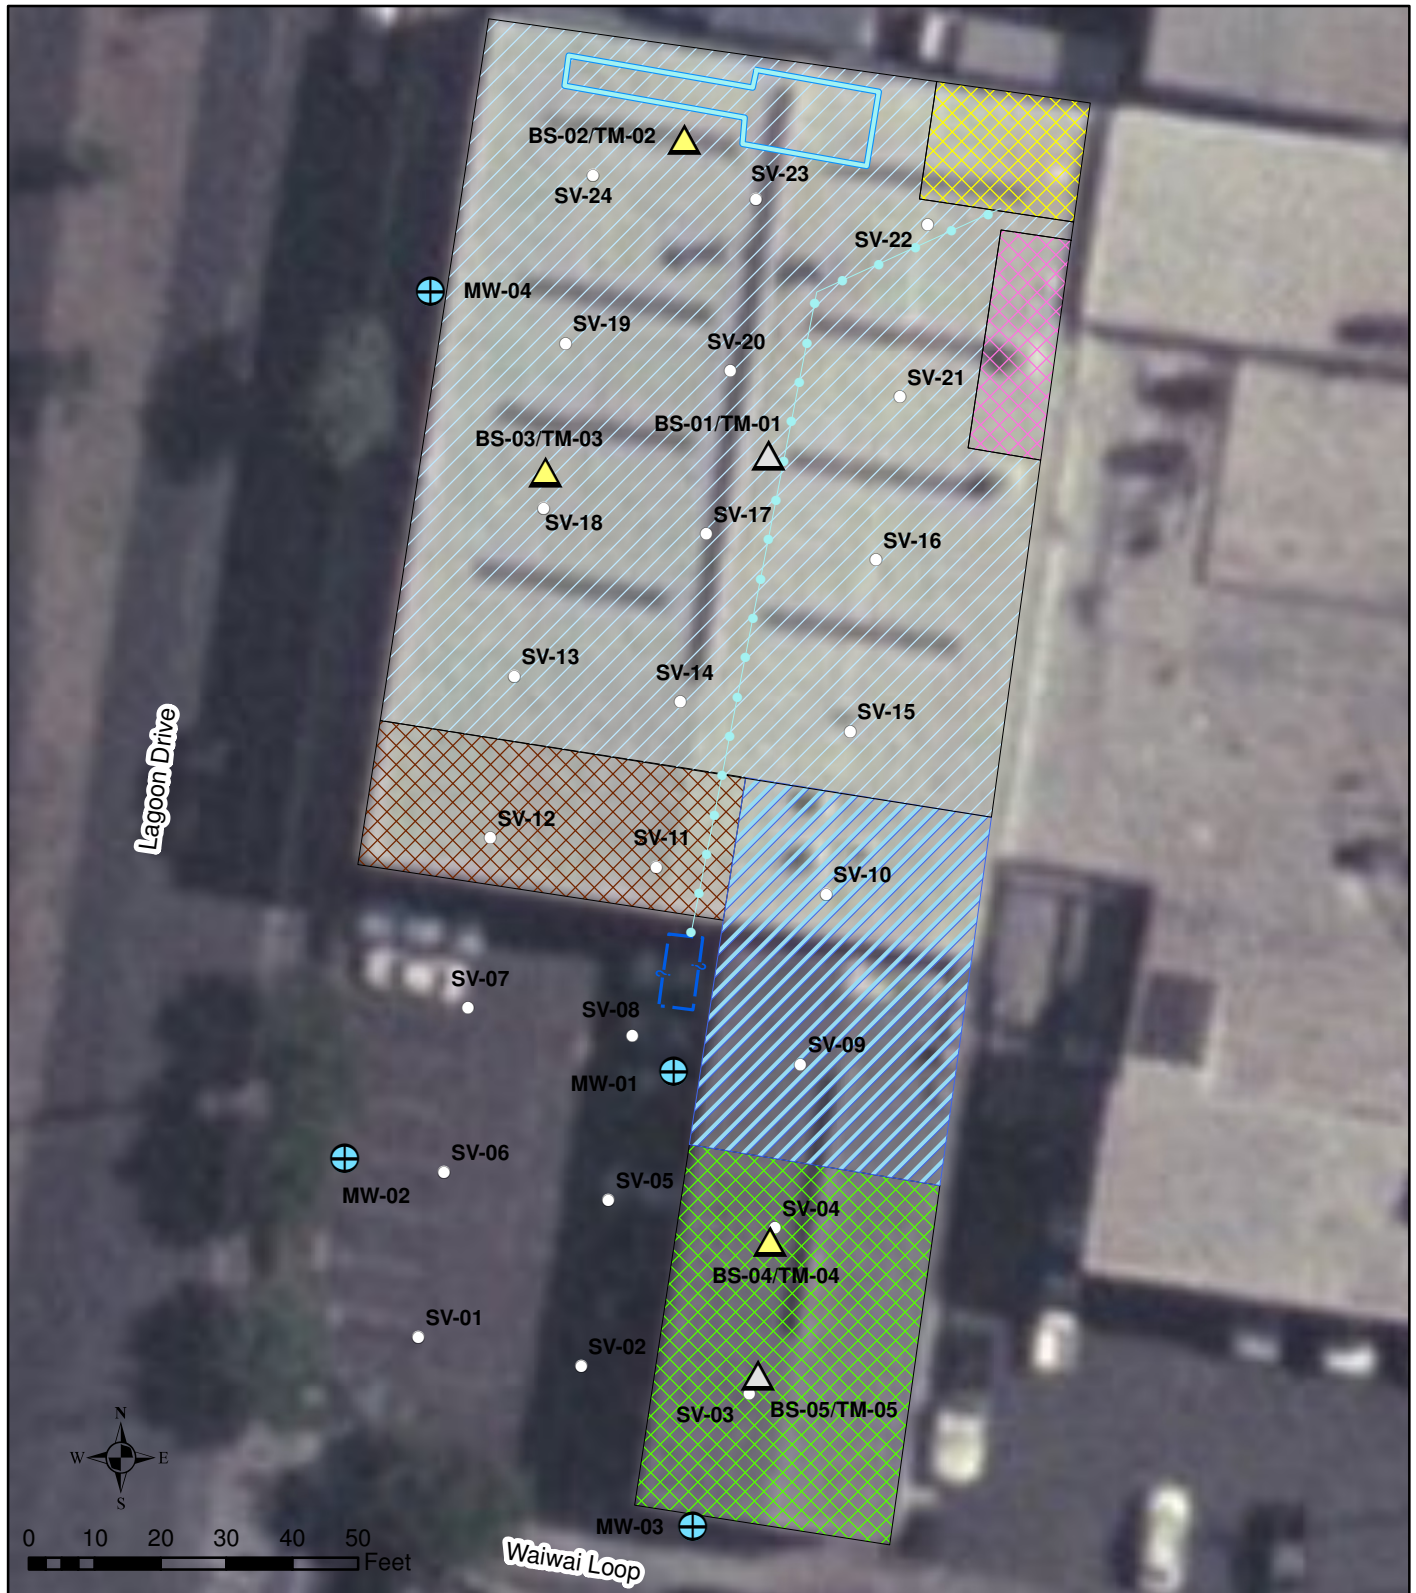 BS-02/TM-02
SV-23
SV-24
SV-22
MW-04
SV-19
SV-20
SV-21
BS-01/TM-01
BS-03/TM-03
SV-17
SV-18
SV-16
SV-13
SV-14
SV-15
Lagoon Drive
SV-12
SV-11
SV-10
SV-07
SV-08
SV-09
MW-01
SV-06
MW-02
SV-05
SV-04
BS-04/TM-04
SV-01
SV-02
SV-03
BS-05/TM-05
N
W E
S
MW-03
0 10 20 30 40 50
Feet
Waiwai Loop
? ?